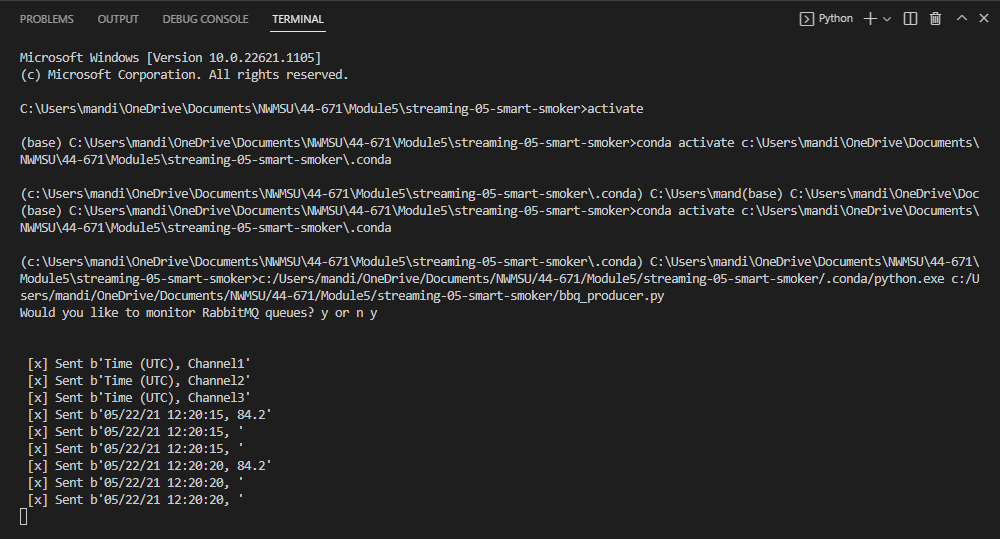 PROBLEMS OUTPUT DEBUG CONSOLE TERMINAL Python
Microsoft Windows [Version 10.0.22621.1105]
(c) Microsoft Corporation. All rights reserved.
C:\Users\mandi\OneDrive\Documents\NWMSU\44-671\Module5\streaming-05-smart-smoker>activate
(base) C:\Users\mandi\OneDrive\Documents\NWMSU\44-671\Module5\streaming-05-smart-smoker>conda activate c:\Users\mandi\OneDrive\Documents\
NWMSU\44-671\Module5\streaming-05-smart-smoker\.conda
(c:\Users\mandi\OneDrive\Documents\NWMSU\44-671\Module5\streaming-05-smart-smoker\.conda) C:\Users\mand(base) C:\Users\mandi\OneDrive\Doc
(base) C:\Users\mandi\OneDrive\Documents\NWMSU\44-671\Module5\streaming-05-smart-smoker>conda activate c:\Users\mandi\OneDrive\Documents\
NWMSU\44-671\Module5\streaming-05-smart-smoker\.conda
(c:\Users\mandi\OneDrive\Documents\NWMSU\44-671\Module5\streaming-05-smart-smoker\.conda) C:\Users\mandi\OneDrive\Documents\NWMSU\44-671\
Module5\streaming-05-smart-smoker>c:/Users/mandi/OneDrive/Documents/NWMSU/44-671/Module5/streaming-05-smart-smoker/.conda/python.exe c:/U
sers/mandi/OneDrive/Documents/NWMSU/44-671/Module5/streaming-05-smart-smoker/bbq_producer.py
Would you like to monitor RabbitMQ queues? y or n y
[x] Sent b'Time (UTC), Channel1'
[x] Sent b'Time (UTC), Channel2'
[x] Sent b'Time (UTC), Channel3'
[x] Sent b'05/22/21 12:20:15, 84.2'
[x] Sent b'05/22/21 12:20:15, '
[x] Sent b'05/22/21 12:20:15, '
[x] Sent b'05/22/21 12:20:20, 84.2'
[x] Sent b'05/22/21 12:20:20, '
[x] Sent b'05/22/21 12:20:20, '